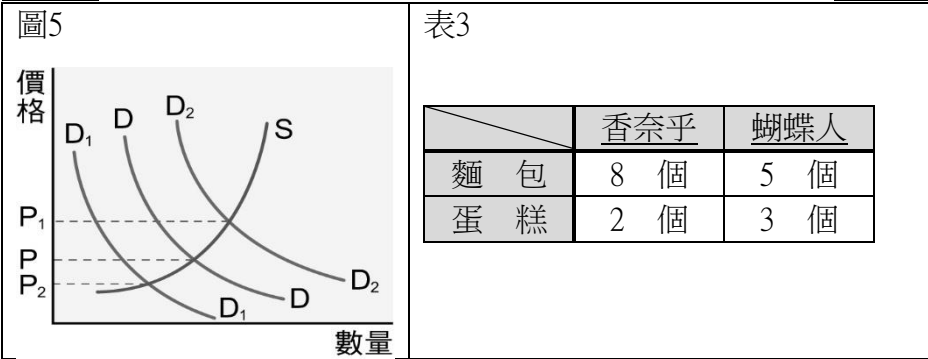 圖5
表3
價格
D₁
D
D₂
S
P₁
P
P₂
D₁
D
D₂
數量
香奈乎 蝴蝶人
麵 包 8 個 5 個
蛋 糕 2 個 3 個